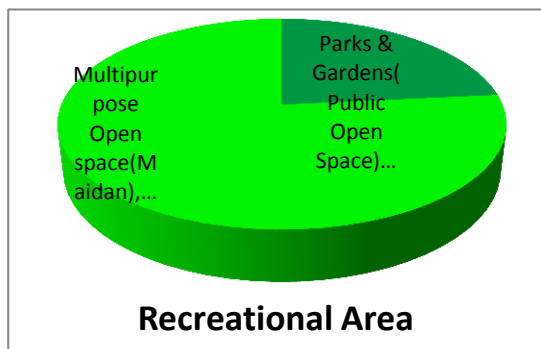 Multipur
pose
Open
space(M
aidan),...
Parks &
Gardens(
Public
Open
Space)...
Recreational Area